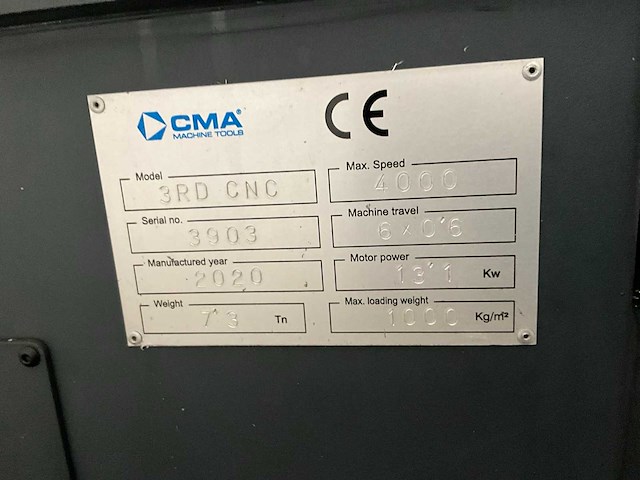 CMA®
MACHINE TOOLS
CE
Model
3RD CNC
Max. Speed
4000
Serial no.
3903
Machine travel
6 x 0'6
Manufactured year
2020
Motor power
13'1 Kw
Weight
7'3 Tn
Max. loading weight
1000 Kg/m²